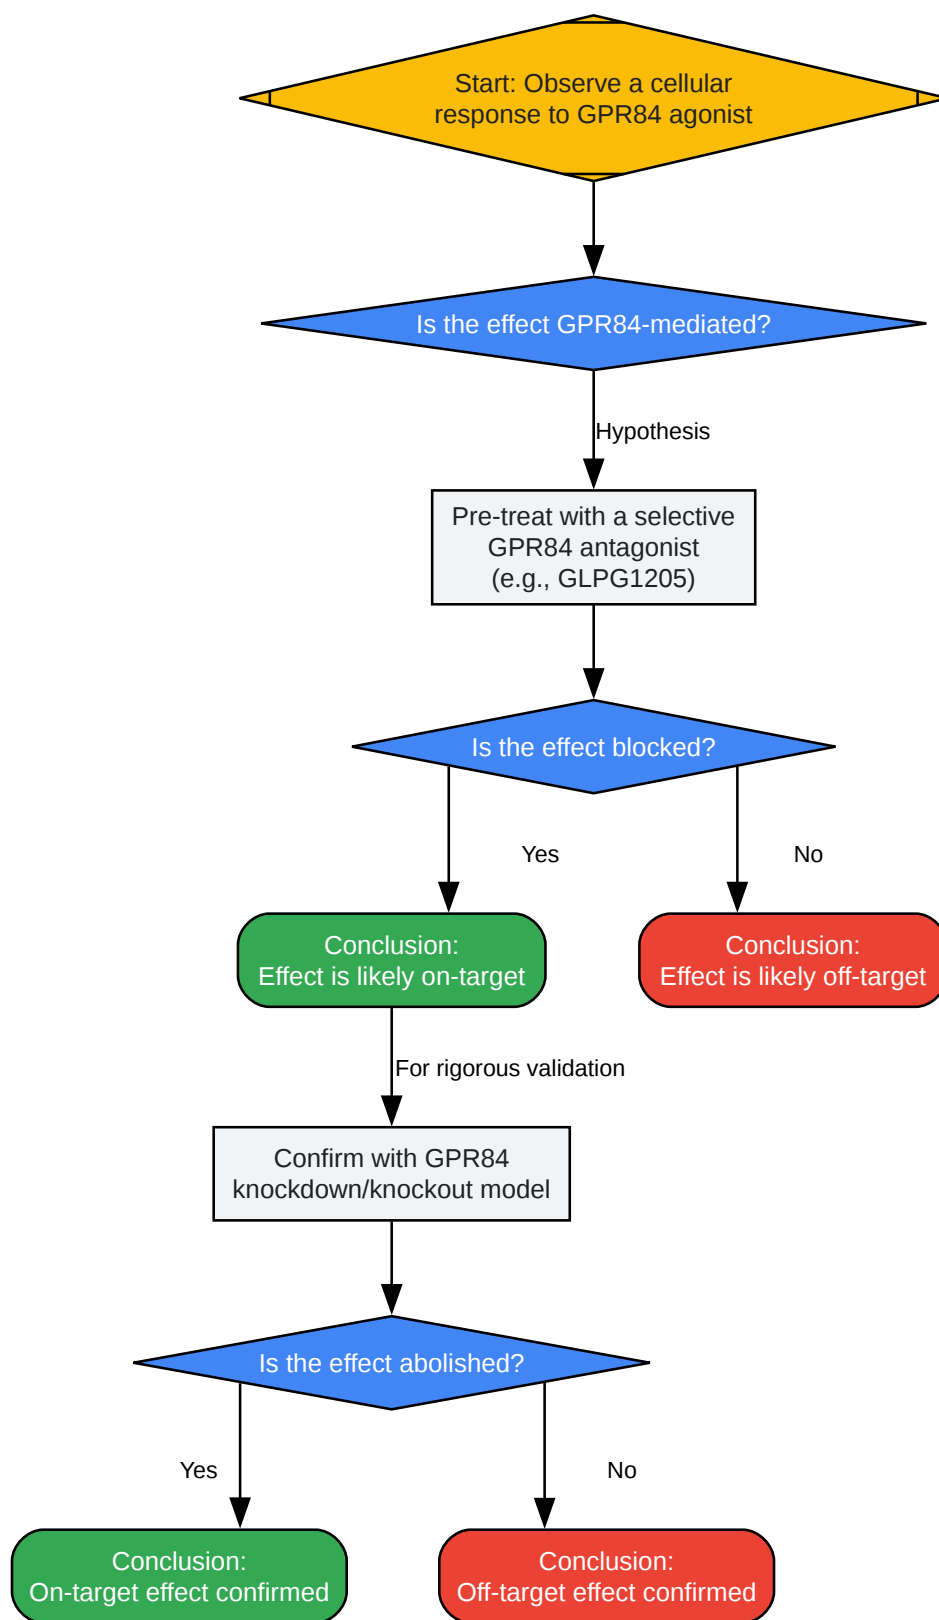 Start: Observe a cellular
response to GPR84 agonist
Is the effect GPR84-mediated?
Hypothesis
Pre-treat with a selective
GPR84 antagonist
(e.g., GLPG1205)
Is the effect blocked?
Yes
No
Conclusion:
Effect is likely on-target
Conclusion:
Effect is likely off-target
For rigorous validation
Confirm with GPR84
knockdown/knockout model
Is the effect abolished?
Yes
No
Conclusion:
On-target effect confirmed
Conclusion:
Off-target effect confirmed